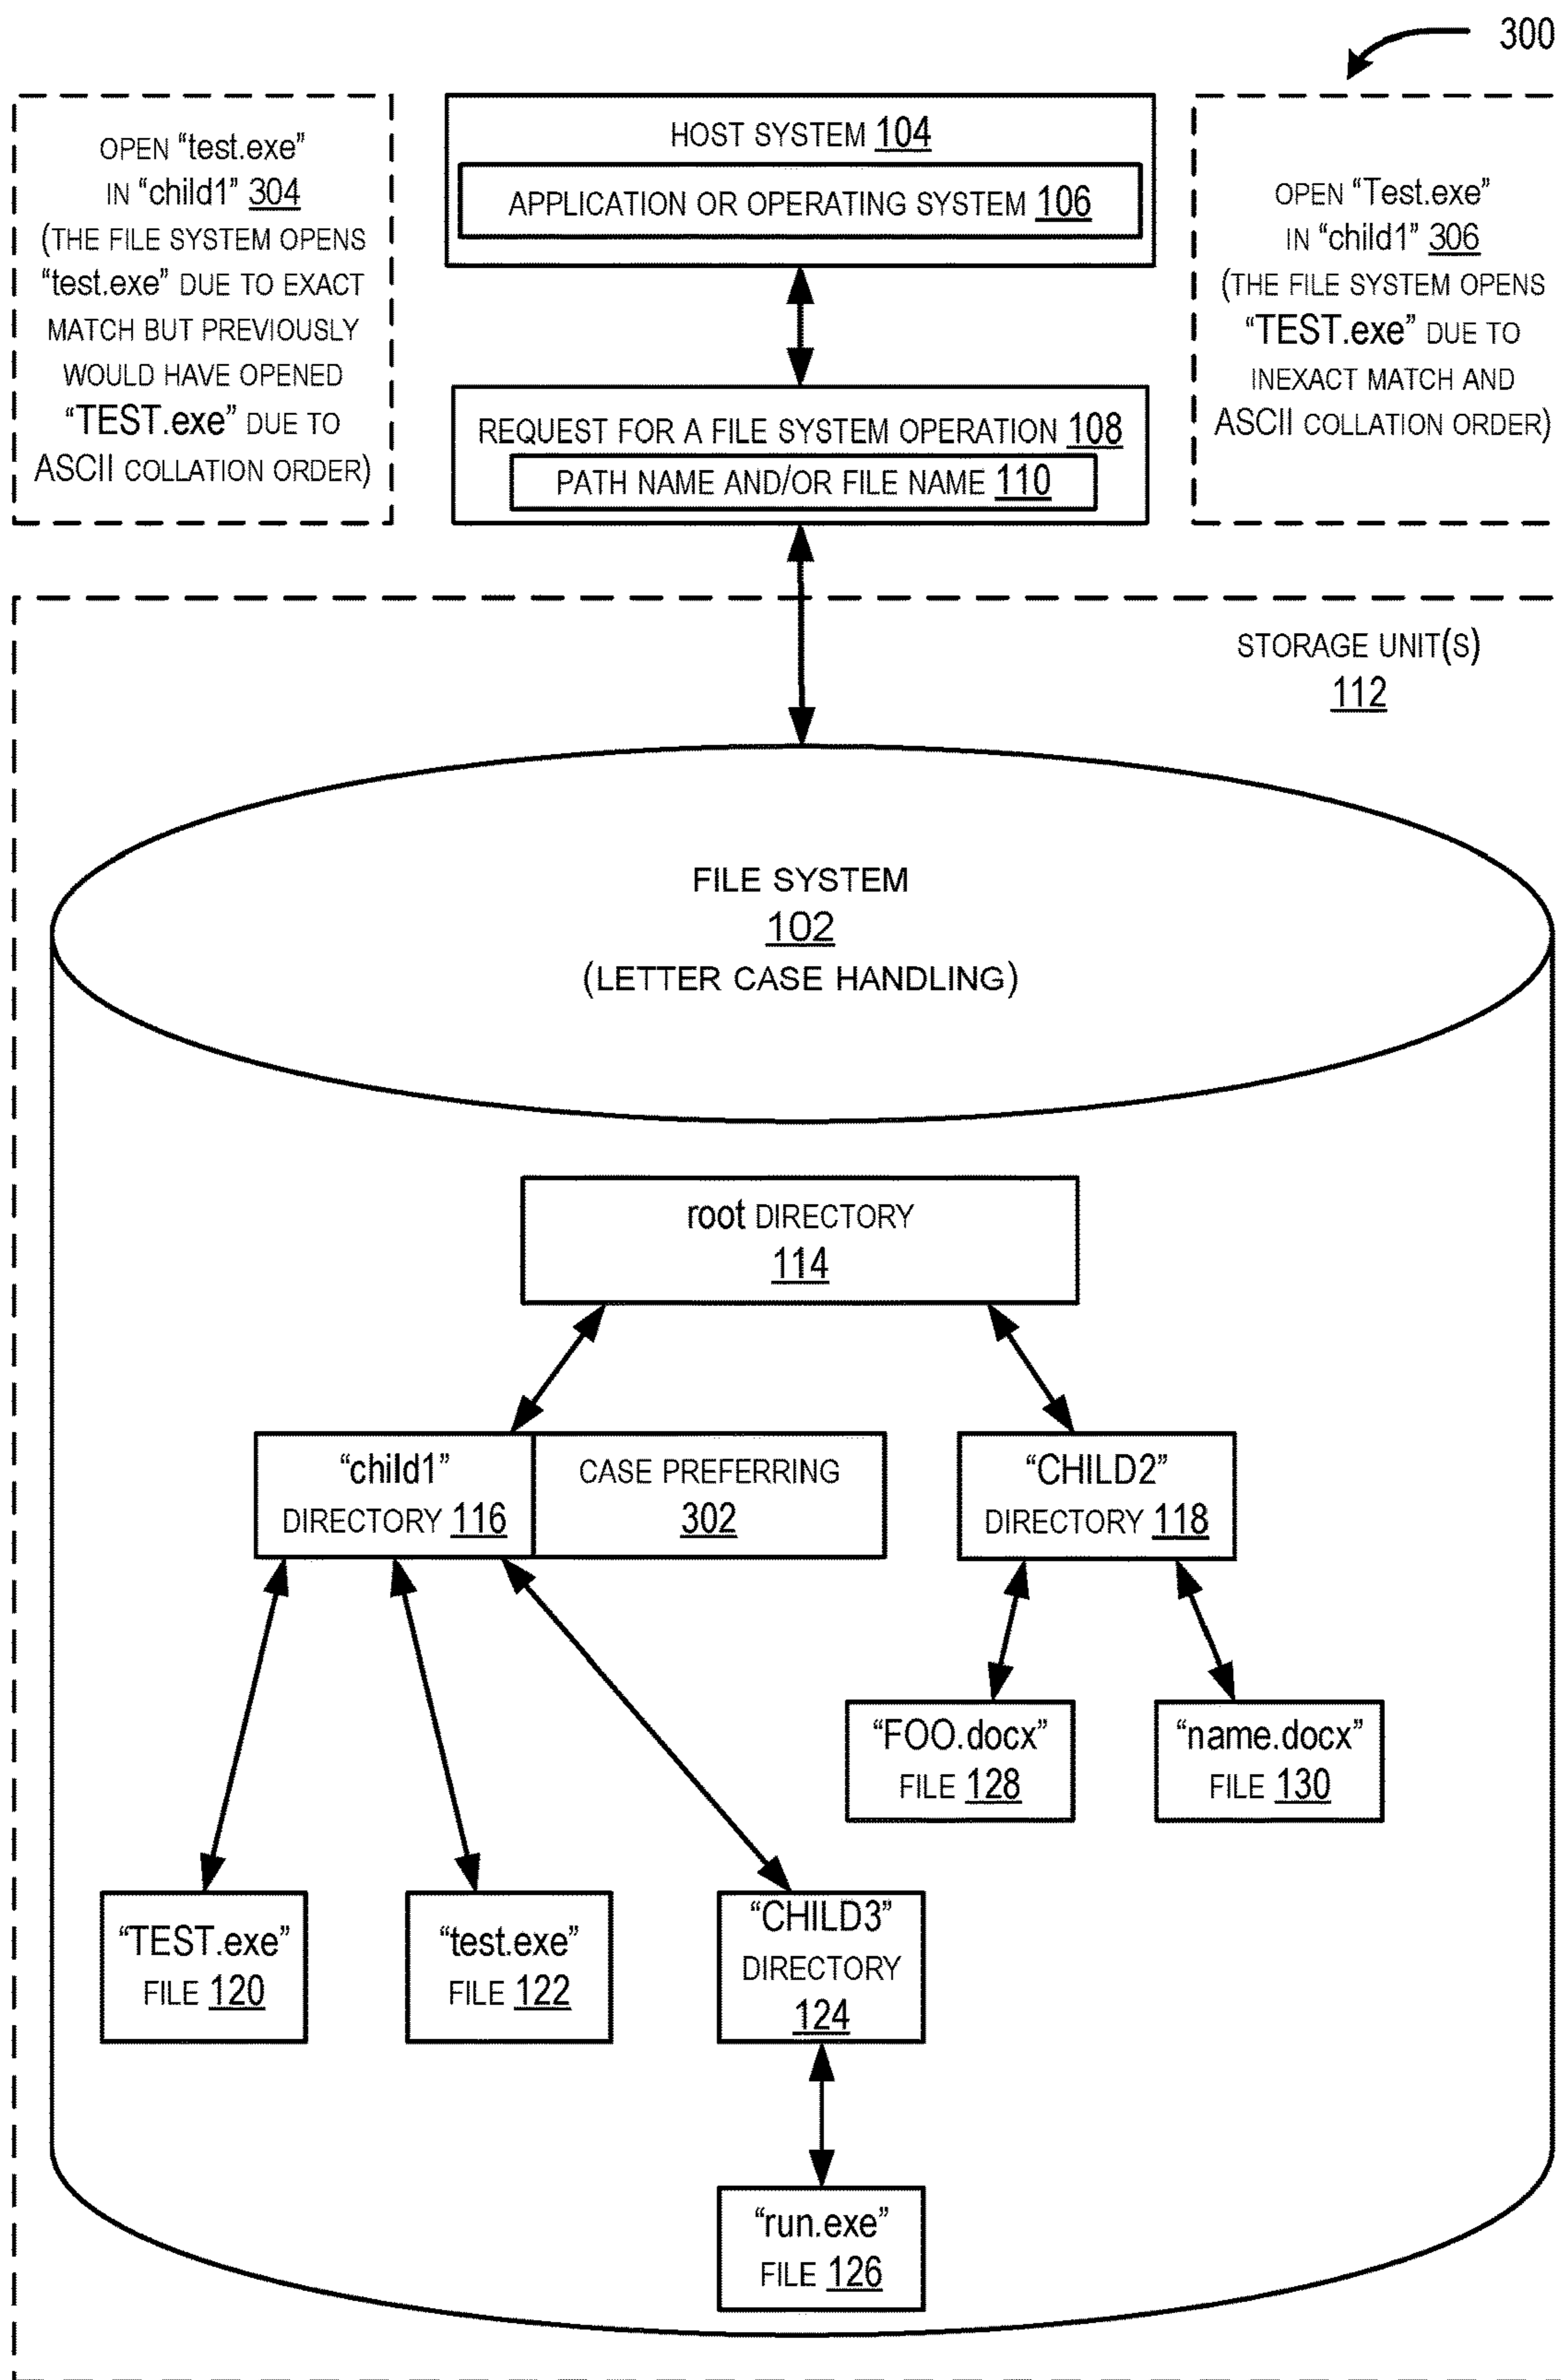 300
OPEN “test.exe”
IN “child1” 304
(THE FILE SYSTEM OPENS
“test.exe” DUE TO EXACT
MATCH BUT PREVIOUSLY
WOULD HAVE OPENED
“TEST.exe” DUE TO
ASCII COLLATION ORDER)
HOST SYSTEM 104
APPLICATION OR OPERATING SYSTEM 106
REQUEST FOR A FILE SYSTEM OPERATION 108
PATH NAME AND/OR FILE NAME 110
OPEN “Test.exe”
IN “child1” 306
(THE FILE SYSTEM OPENS
“TEST.exe” DUE TO
INEXACT MATCH AND
ASCII COLLATION ORDER)
STORAGE UNIT(S)
112
FILE SYSTEM
102
(LETTER CASE HANDLING)
root DIRECTORY
114
“child1”
DIRECTORY 116
CASE PREFERRING
302
“CHILD2”
DIRECTORY 118
“FOO.docx”
FILE 128
“name.docx”
FILE 130
“TEST.exe”
FILE 120
“test.exe”
FILE 122
“CHILD3”
DIRECTORY
124
“run.exe”
FILE 126